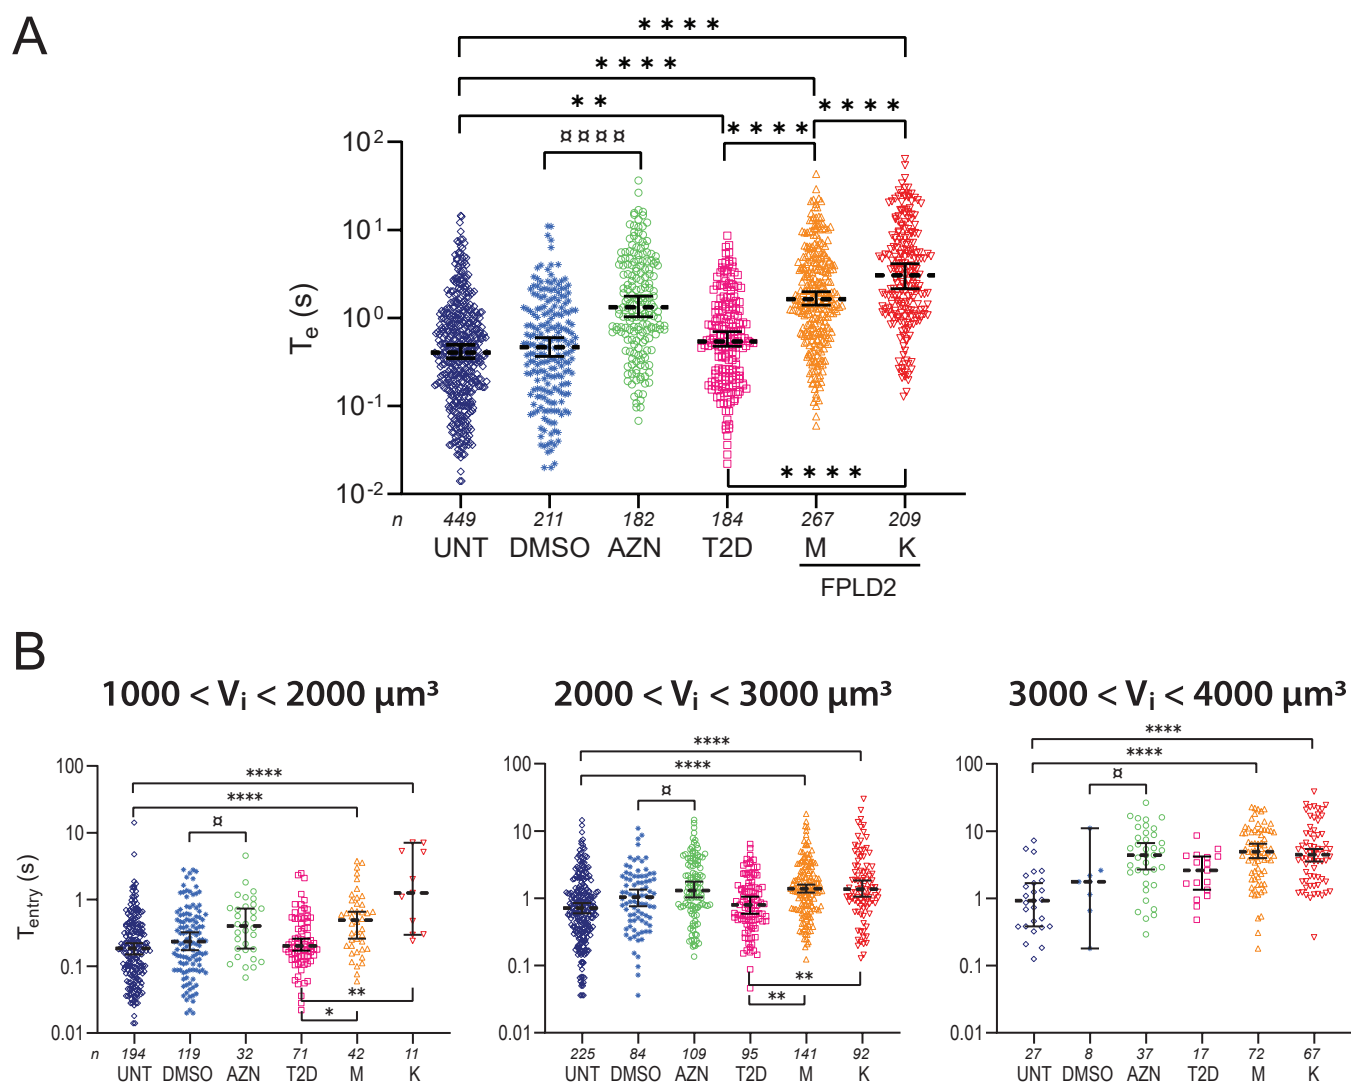 A
* * * *
* * * *
* *
* * * *
* * * *
¤ ¤ ¤ ¤
10²
10¹
10⁰
10⁻¹
10⁻²
Tₑ (s)
* * * *
n 449 211 182 184 267 209
UNT DMSO AZN T2D M K
FPLD2
B
1000 < Vᵢ < 2000 µm³
2000 < Vᵢ < 3000 µm³
3000 < Vᵢ < 4000 µm³
Tentry (s)
100
10
1
0.1
0.01
****
****
¤
**
*
n 194 119 32 71 42 11
UNT DMSO AZN T2D M K
100
10
1
0.1
0.01
****
****
¤
**
**
225 84 109 95 141 92
UNT DMSO AZN T2D M K
100
10
1
0.1
0.01
****
****
¤
27 8 37 17 72 67
UNT DMSO AZN T2D M K